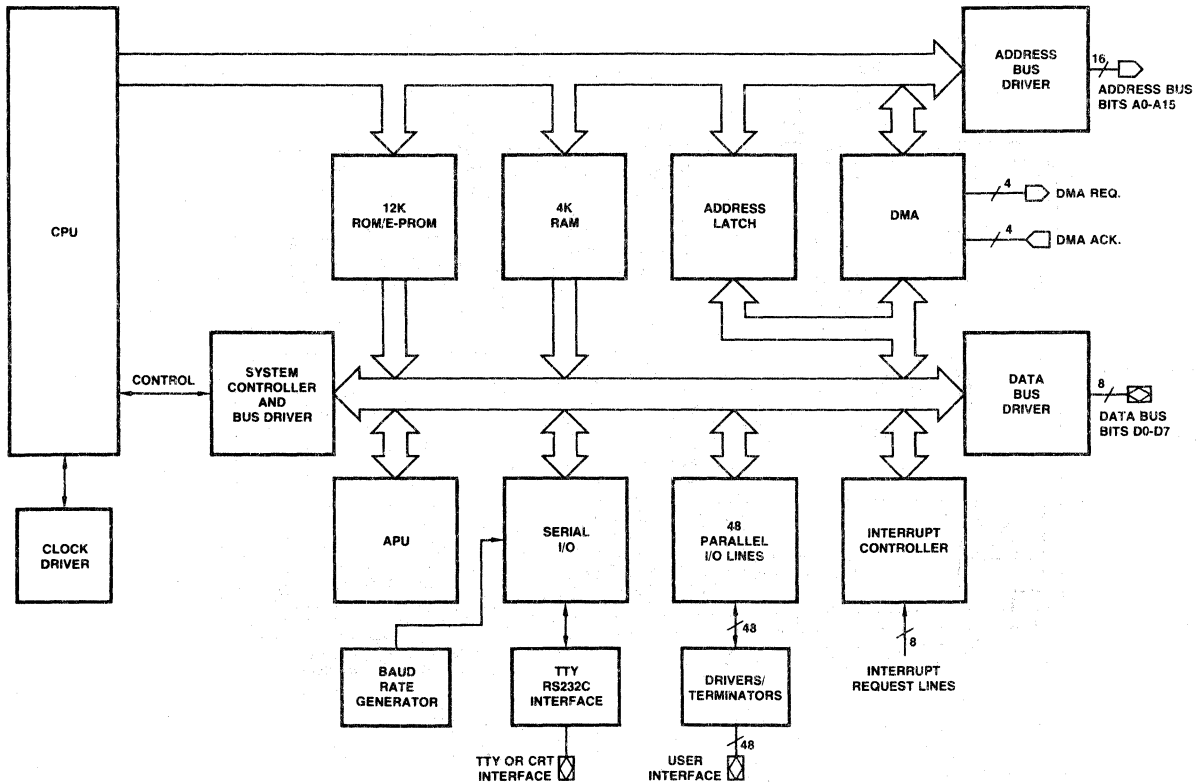 CPU
ADDRESS
BUS
DRIVER
16
ADDRESS BUS
BITS A0-A15
12K
ROM/E-PROM
4K
RAM
ADDRESS
LATCH
DMA
4
DMA REQ.
4
DMA ACK.
CONTROL
SYSTEM
CONTROLLER
AND
BUS DRIVER
DATA
BUS
DRIVER
8
DATA BUS
BITS D0-D7
CLOCK
DRIVER
APU
SERIAL
I/O
48
PARALLEL
I/O LINES
INTERRUPT
CONTROLLER
48
8
BAUD
RATE
GENERATOR
TTY
RS232C
INTERFACE
DRIVERS/
TERMINATORS
INTERRUPT
REQUEST LINES
TTY OR CRT
INTERFACE
USER
INTERFACE
48